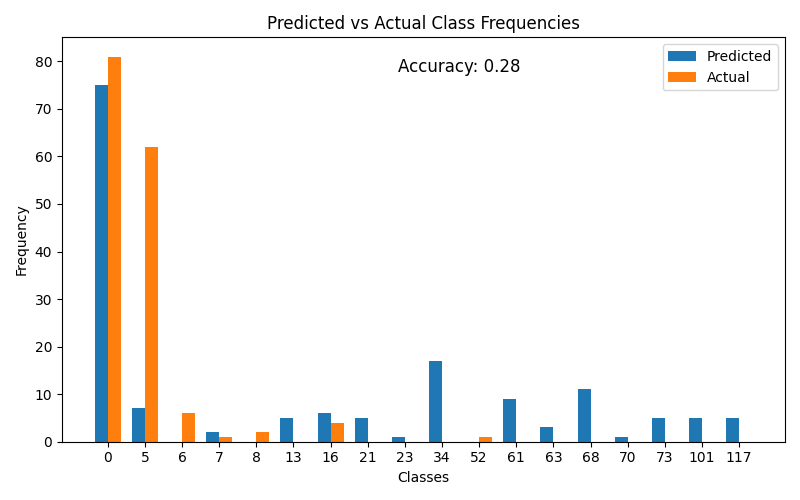 Predicted vs Actual Class Frequencies
Accuracy: 0.28
Predicted
Actual
Frequency
80
70
60
50
40
30
20
10
0
0 5 6 7 8 13 16 21 23 34 52 61 63 68 70 73 101 117
Classes